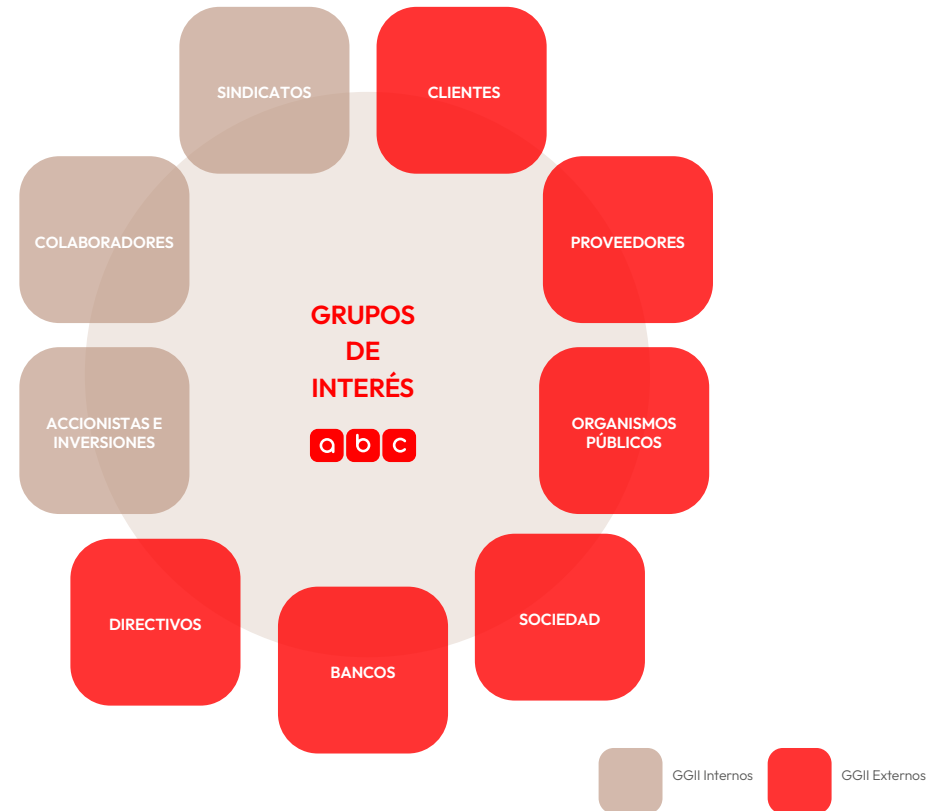 SINDICATOS
CLIENTES
COLABORADORES
PROVEEDORES
GRUPOS
DE
INTERÉS
abc
ACCIONISTAS E
INVERSIONES
ORGANISMOS
PÚBLICOS
DIRECTIVOS
BANCOS
SOCIEDAD
GGII Internos
GGII Externos